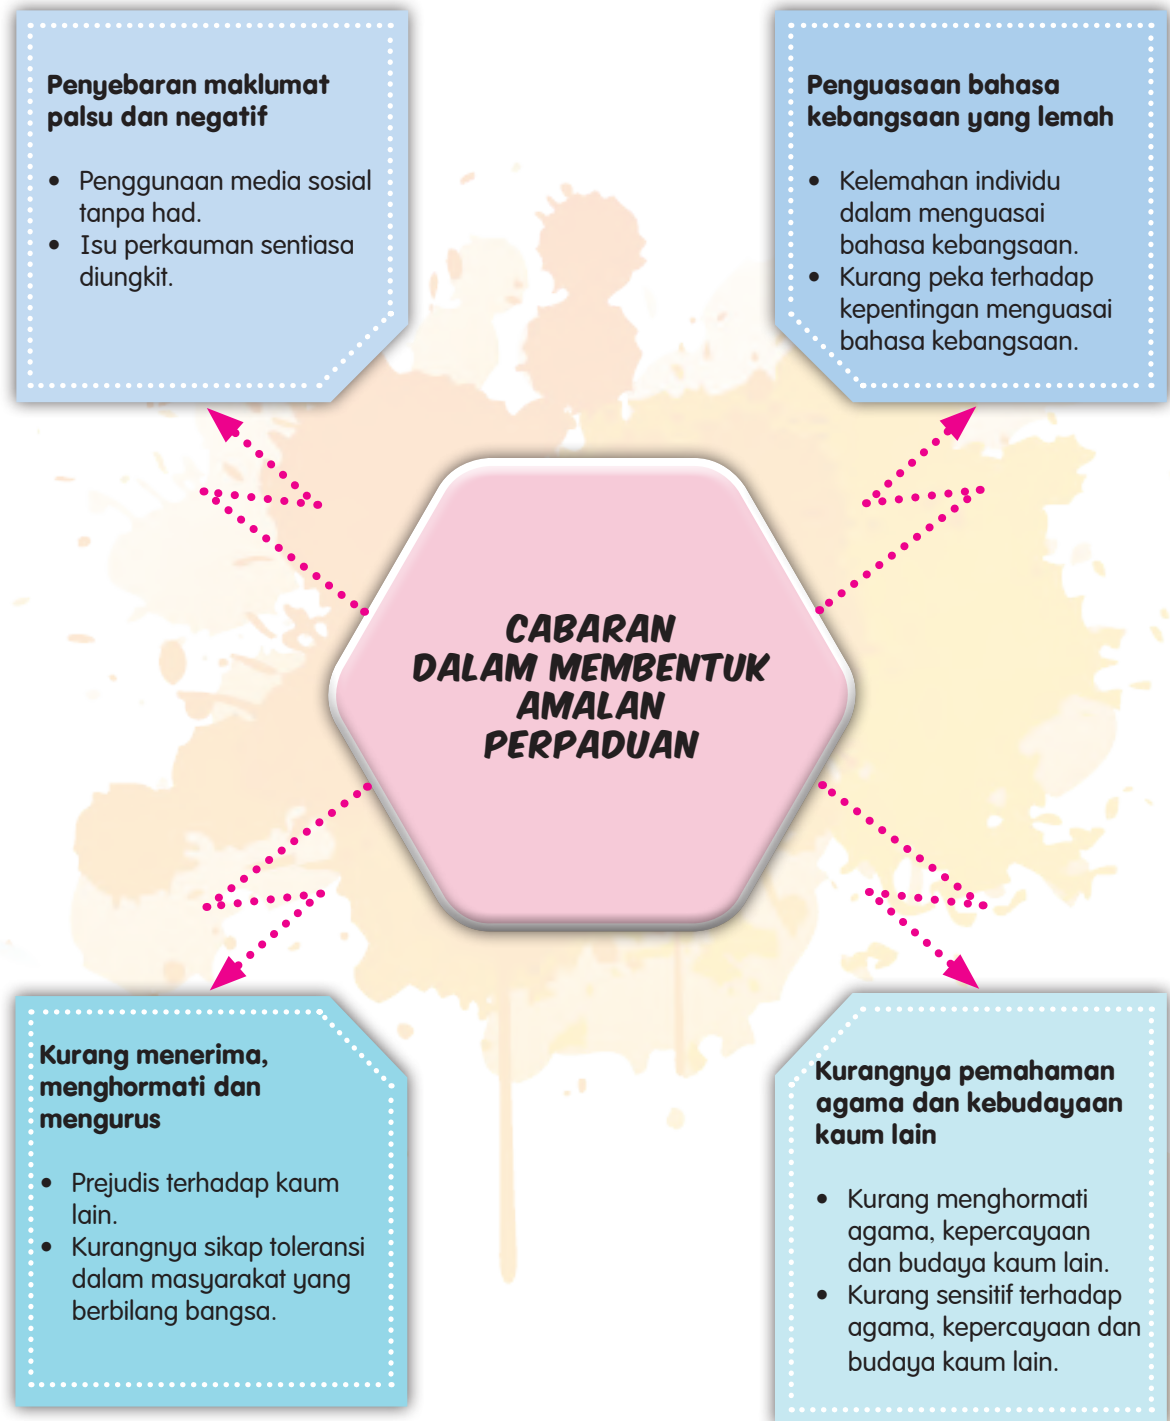 Penyebaran maklumat
palsu dan negatif
• Penggunaan media sosial
tanpa had.
• Isu perkauman sentiasa
diungkit.
Penguasaan bahasa
kebangsaan yang lemah
• Kelemahan individu
dalam menguasai
bahasa kebangsaan.
• Kurang peka terhadap
kepentingan menguasai
bahasa kebangsaan.
CABARAN
DALAM MEMBENTUK
AMALAN
PERPADUAN
Kurang menerima,
menghormati dan
mengurus
• Prejudis terhadap kaum
lain.
• Kurangnya sikap toleransi
dalam masyarakat yang
berbilang bangsa.
Kurangnya pemahaman
agama dan kebudayaan
kaum lain
• Kurang menghormati
agama, kepercayaan
dan budaya kaum lain.
• Kurang sensitif terhadap
agama, kepercayaan dan
budaya kaum lain.